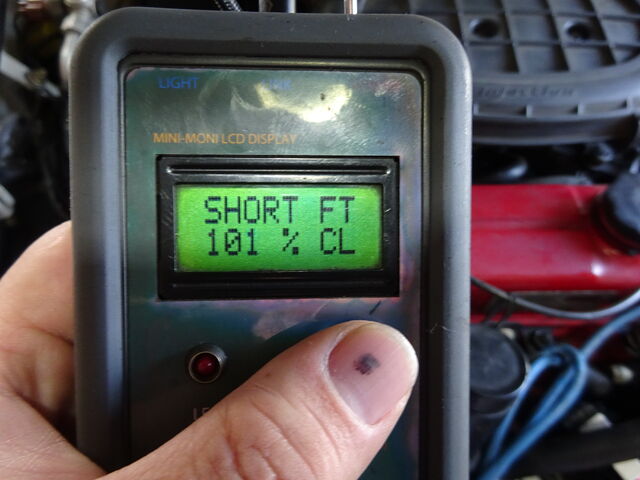 LIGHT
MINI-MONI LCD DISPLAY
SHORT FT
101 % CL